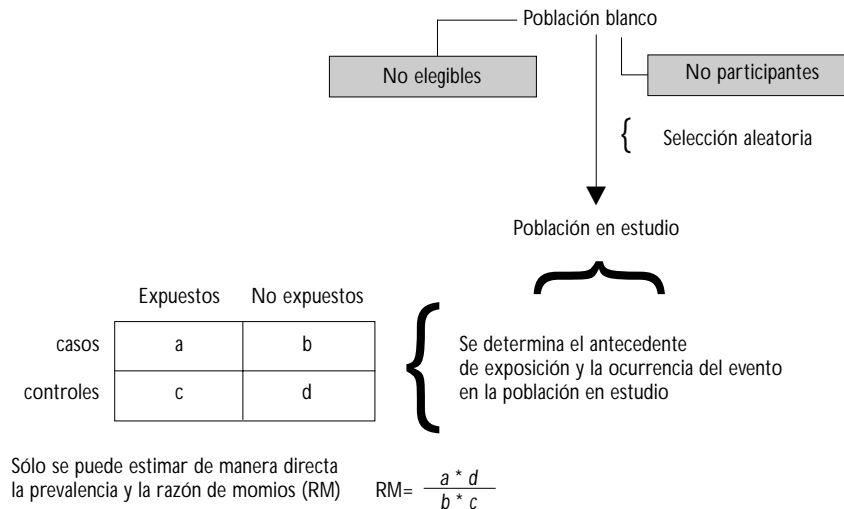 Población blanco
No elegibles
No participantes
{ Selección aleatoria
Población en estudio
Expuestos No expuestos
casos a b
controles c d
Se determina el antecedente
de exposición y la ocurrencia del evento
en la población en estudio
Sólo se puede estimar de manera directa
la prevalencia y la razón de momios (RM)
RM= a * d
b * c